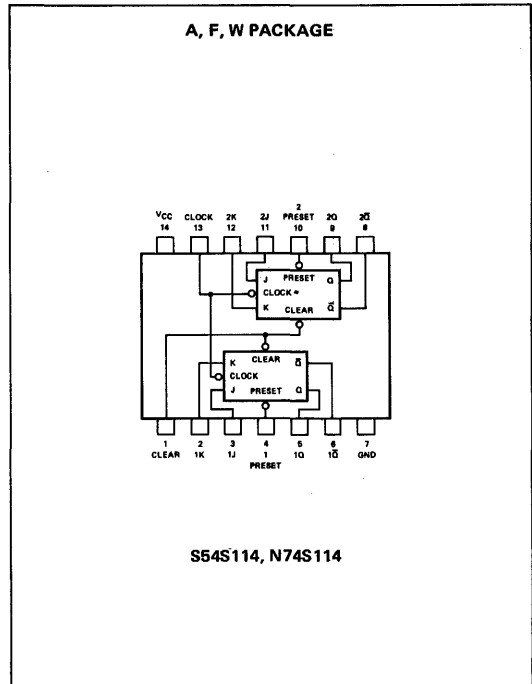 A, F, W PACKAGE
VCC CLOCK 2K 2J 2 PRESET 2Q 2Q̅
14 13 12 11 10 9 8
J PRESET Q
CLOCK
K CLEAR Q̅
K CLEAR Q̅
CLOCK
J PRESET Q
1 2 3 4 5 6 7
CLEAR 1K 1J 1 PRESET 1Q 1Q̅ GND
S54S114, N74S114